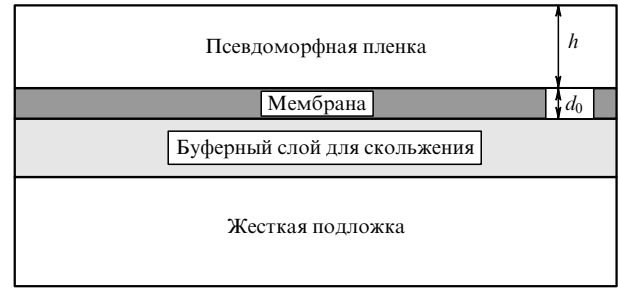 Псевдоморфная пленка
h
Мембрана
d0
Буферный слой для скольжения
Жесткая подложка